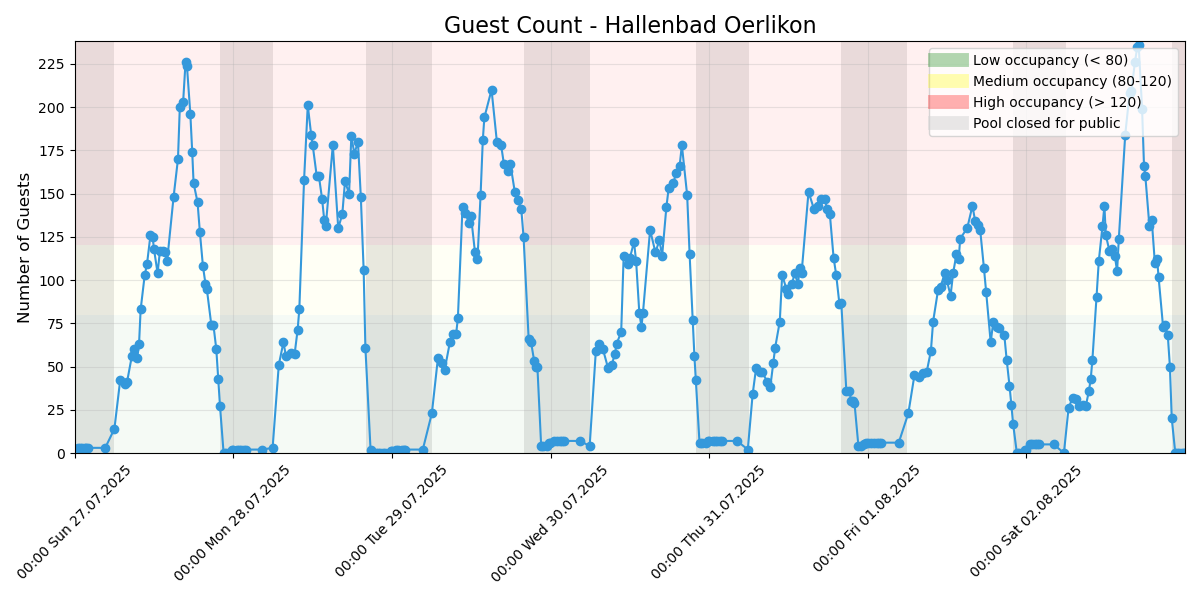 Guest Count - Hallenbad Oerlikon
Number of Guests
225
200
175
150
125
100
75
50
25
0
Low occupancy (< 80)
Medium occupancy (80-120)
High occupancy (> 120)
Pool closed for public
00:00 Sun 27.07.2025
00:00 Mon 28.07.2025
00:00 Tue 29.07.2025
00:00 Wed 30.07.2025
00:00 Thu 31.07.2025
00:00 Fri 01.08.2025
00:00 Sat 02.08.2025